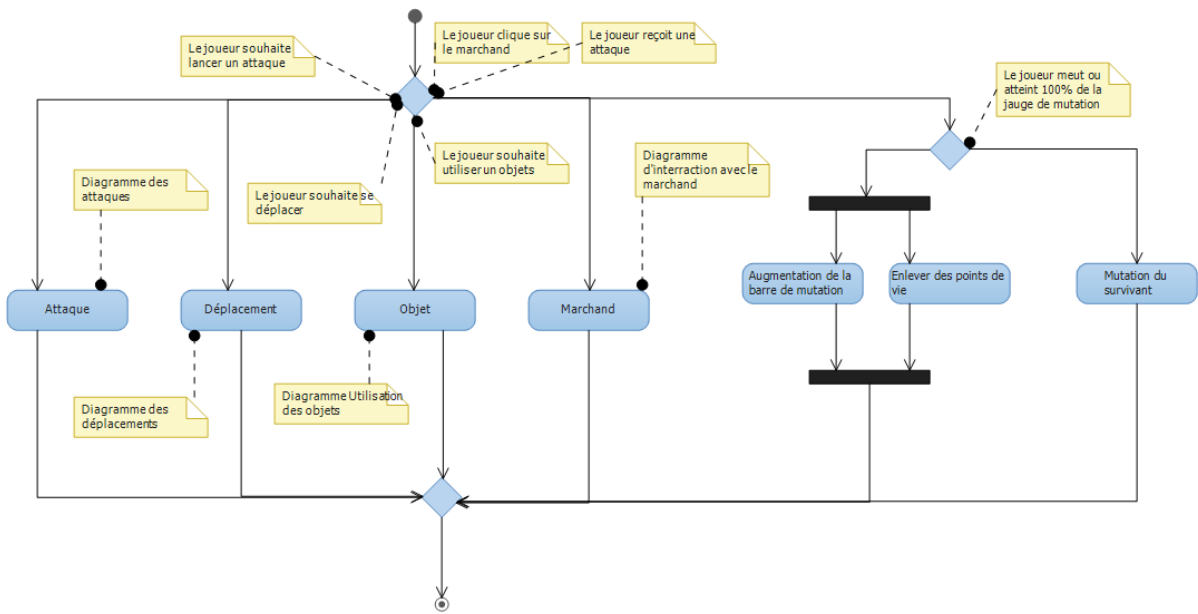 Le joueur souhaite
lancer un attaque
Le joueur clique sur
le marchand
Le joueur reçoit une
attaque
Le joueur meut ou
atteint 100% de la
jauge de mutation
Diagramme des
attaques
Le joueur souhaite se
déplacer
Le joueur souhaite
utiliser un objets
Diagramme
d'interraction avec le
marchand
Attaque
Déplacement
Objet
Marchand
Augmentation de la
barre de mutation
Enlever des points de
vie
Mutation du
survivant
Diagramme des
déplacements
Diagramme Utilisation
des objets